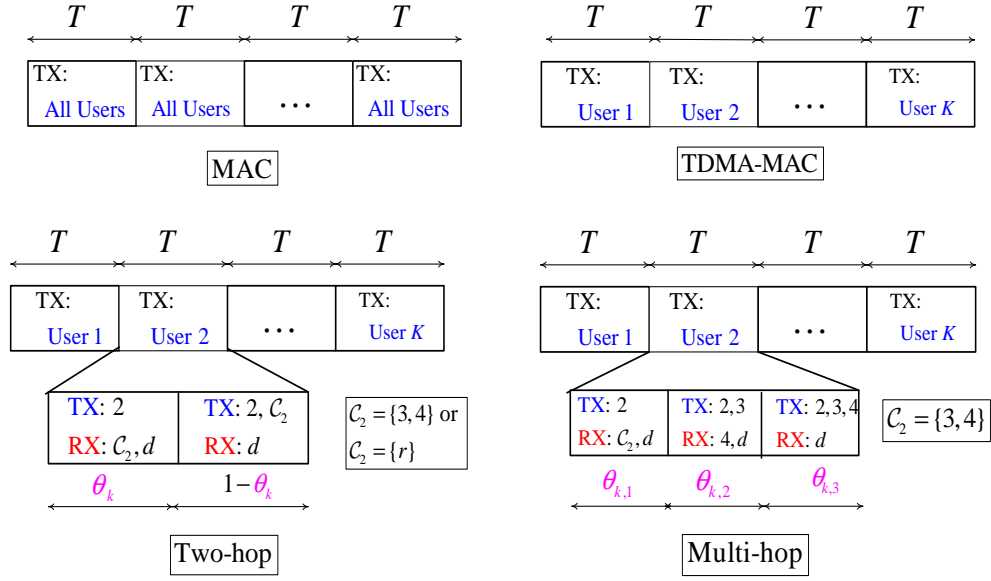 T T T T
TX: TX: TX:
All Users All Users ... All Users
MAC
T T T T
TX: TX: TX:
User 1 User 2 ... User K
TDMA-MAC
T T T T
TX: TX: TX:
User 1 User 2 ... User K
TX: 2 TX: 2, 𝒞₂
RX: 𝒞₂, d RX: d
θₖ 1−θₖ
𝒞₂ = {3, 4} or
𝒞₂ = {r}
Two-hop
T T T T
TX: TX: TX:
User 1 User 2 ... User K
TX: 2 TX: 2,3 TX: 2,3,4
RX: 𝒞₂, d RX: 4, d RX: d
θ_{k,1} θ_{k,2} θ_{k,3}
𝒞₂ = {3, 4}
Multi-hop